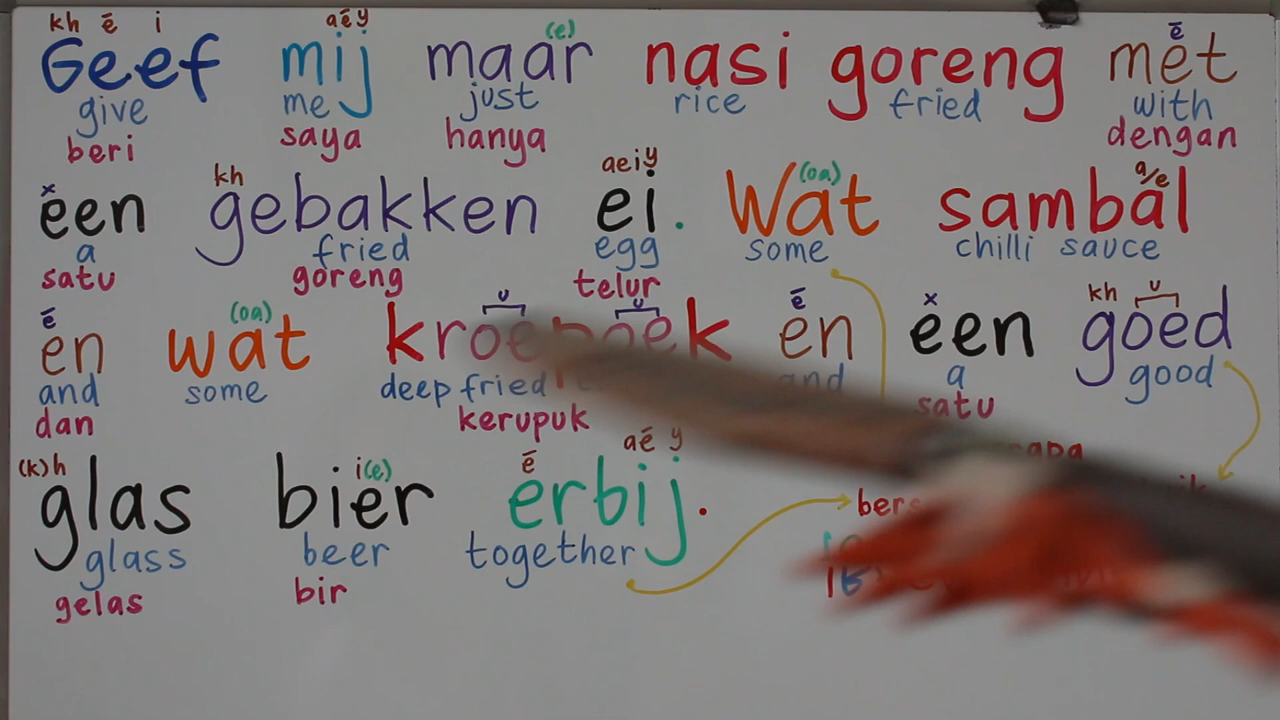 kh ē i aéy (e) ē
Geef mij maar nasi goreng met
give me just rice fried with
beri saya hanya dengan
x kh aeiy (oa) a/e
een gebakken ei. Wat sambal
a fried egg some chilli sauce
satu goreng telur
ē (oa) u u ē x kh u
en wat kroepoek en een goed
and some deep fried and a good
dan kerupuk satu
(k)h i(e) ē aé y
glas bier erbij.
glass beer together
gelas bir